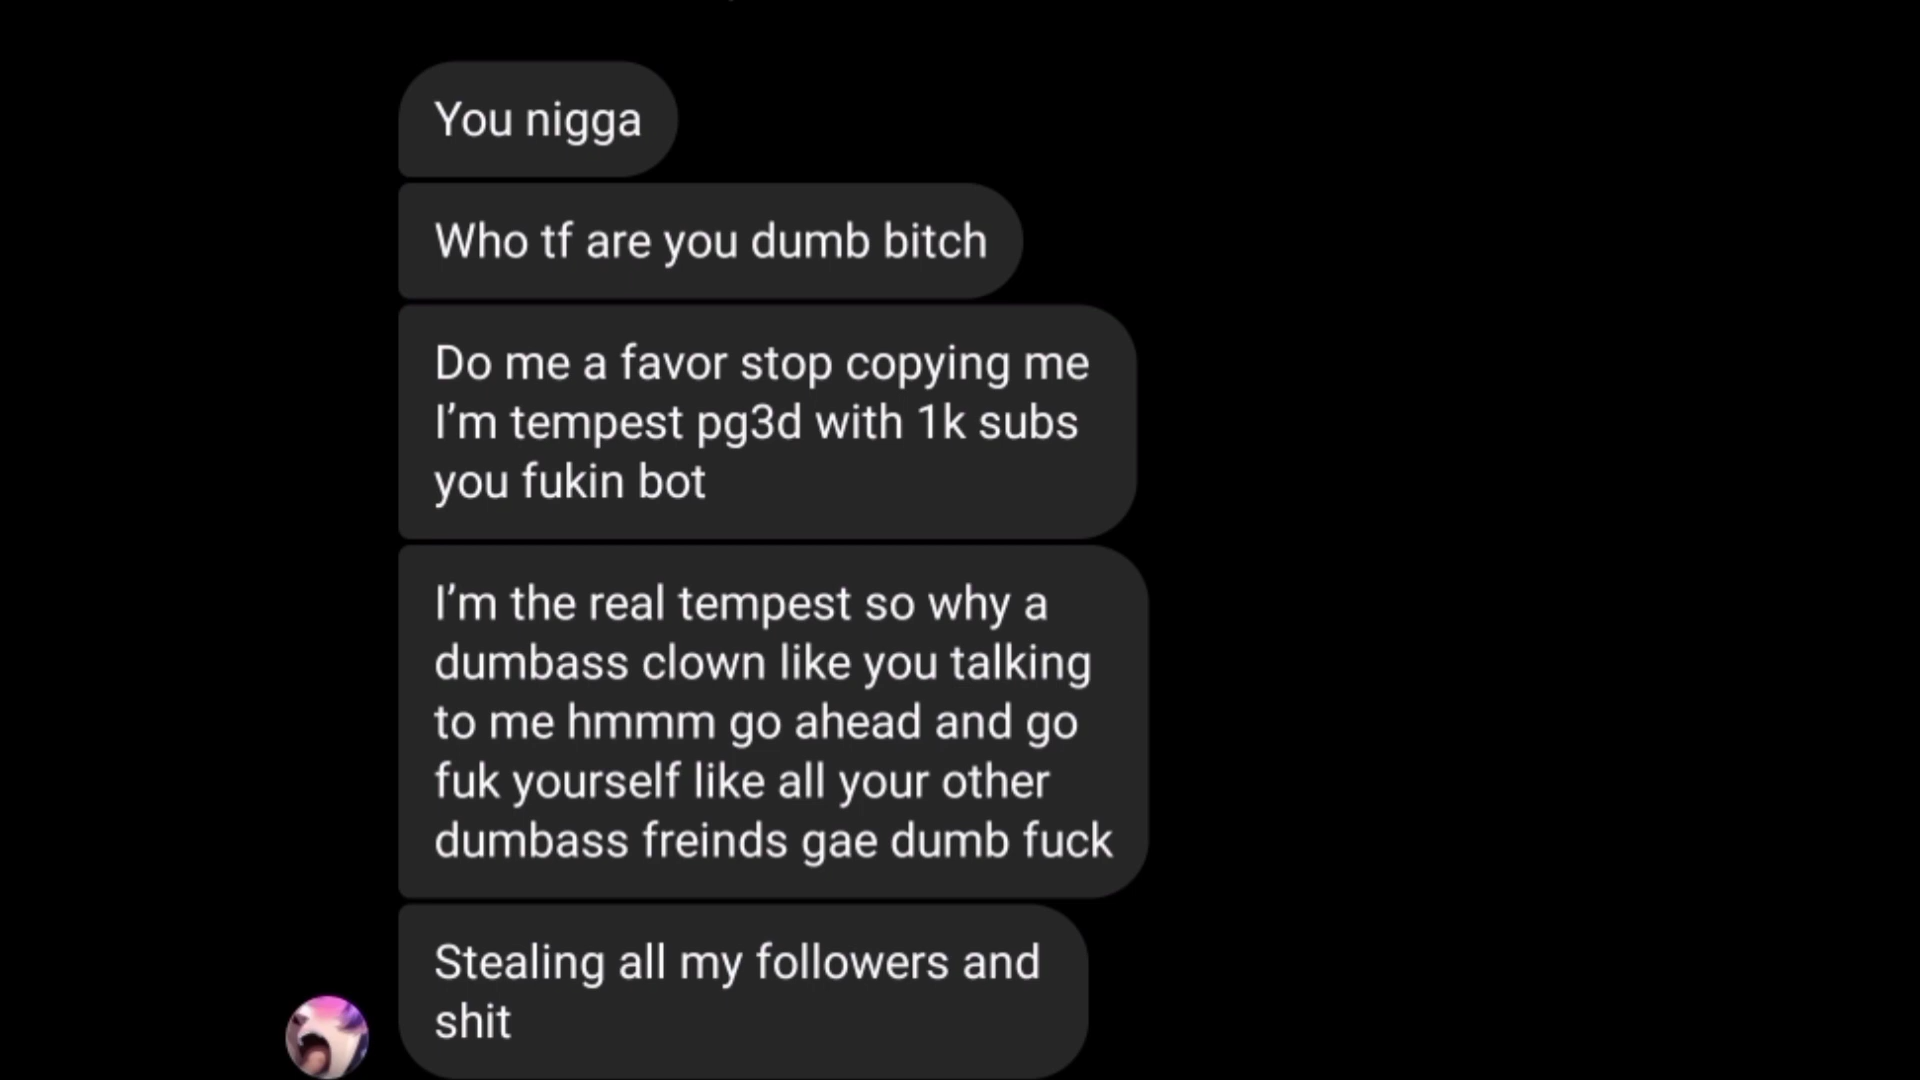 You nigga
Who tf are you dumb bitch
Do me a favor stop copying me
I'm tempest pg3d with 1k subs
you fukin bot
I'm the real tempest so why a
dumbass clown like you talking
to me hmmm go ahead and go
fuk yourself like all your other
dumbass freinds gae dumb fuck
Stealing all my followers and
shit